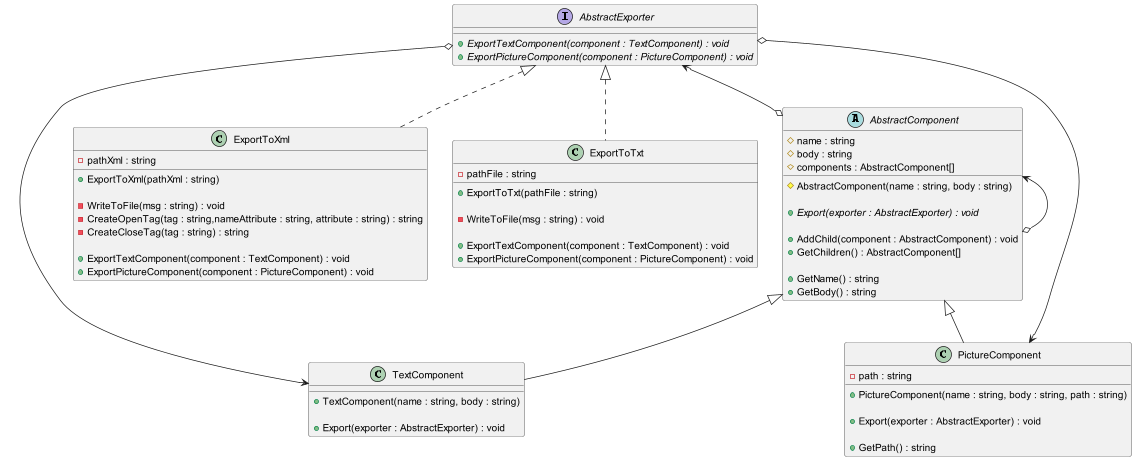 I AbstractExporter
ExportTextComponent(component : TextComponent) : void
ExportPictureComponent(component : PictureComponent) : void
C ExportToXml
pathXml : string
ExportToXml(pathXml : string)
WriteToFile(msg : string) : void
CreateOpenTag(tag : string,nameAttribute : string, attribute : string) : string
CreateCloseTag(tag : string) : string
ExportTextComponent(component : TextComponent) : void
ExportPictureComponent(component : PictureComponent) : void
C ExportToTxt
pathFile : string
ExportToTxt(pathFile : string)
WriteToFile(msg : string) : void
ExportTextComponent(component : TextComponent) : void
ExportPictureComponent(component : PictureComponent) : void
A AbstractComponent
name : string
body : string
components : AbstractComponent[]
AbstractComponent(name : string, body : string)
Export(exporter : AbstractExporter) : void
AddChild(component : AbstractComponent) : void
GetChildren() : AbstractComponent[]
GetName() : string
GetBody() : string
C TextComponent
TextComponent(name : string, body : string)
Export(exporter : AbstractExporter) : void
C PictureComponent
path : string
PictureComponent(name : string, body : string, path : string)
Export(exporter : AbstractExporter) : void
GetPath() : string